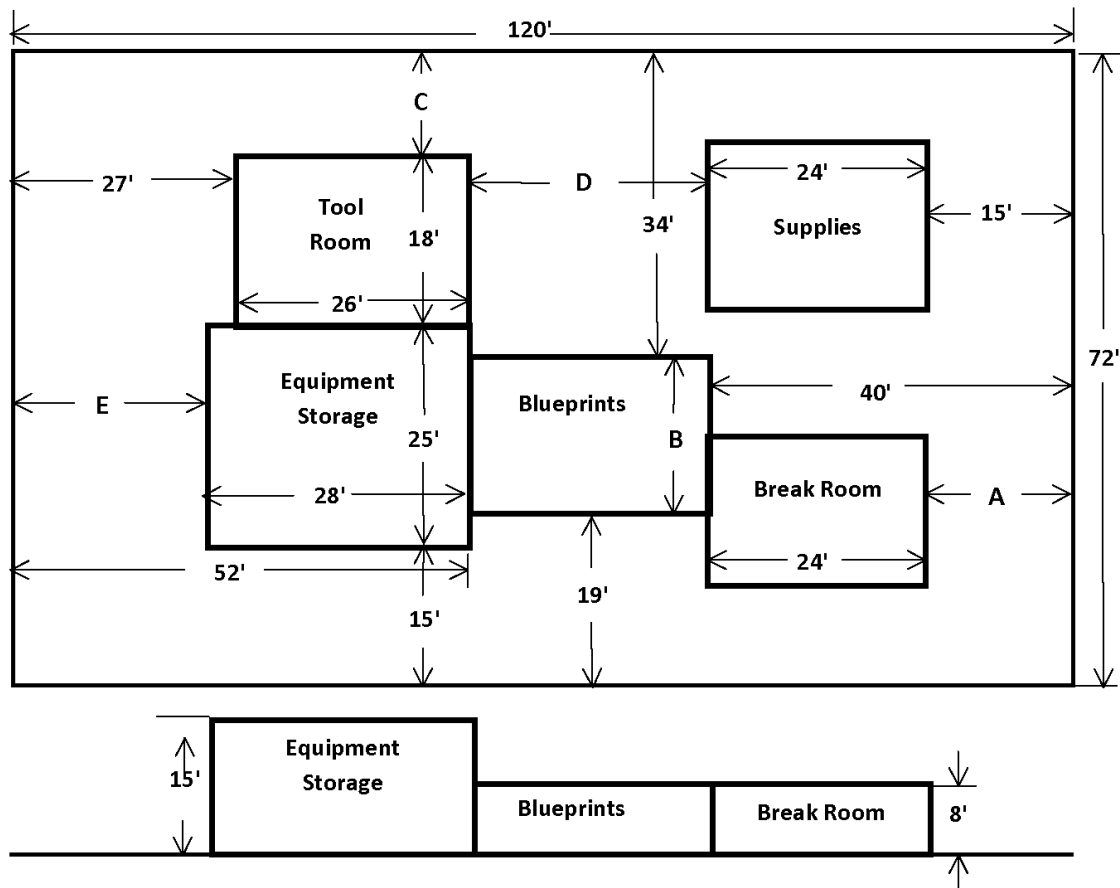 120'
C
27'
D
24'
Tool
Room
18'
34'
Supplies
15'
26'
72'
Equipment
Storage
E
Blueprints
40'
25'
B
28'
Break Room
A
52'
24'
19'
15'
Equipment
Storage
15'
Blueprints
Break Room
8'